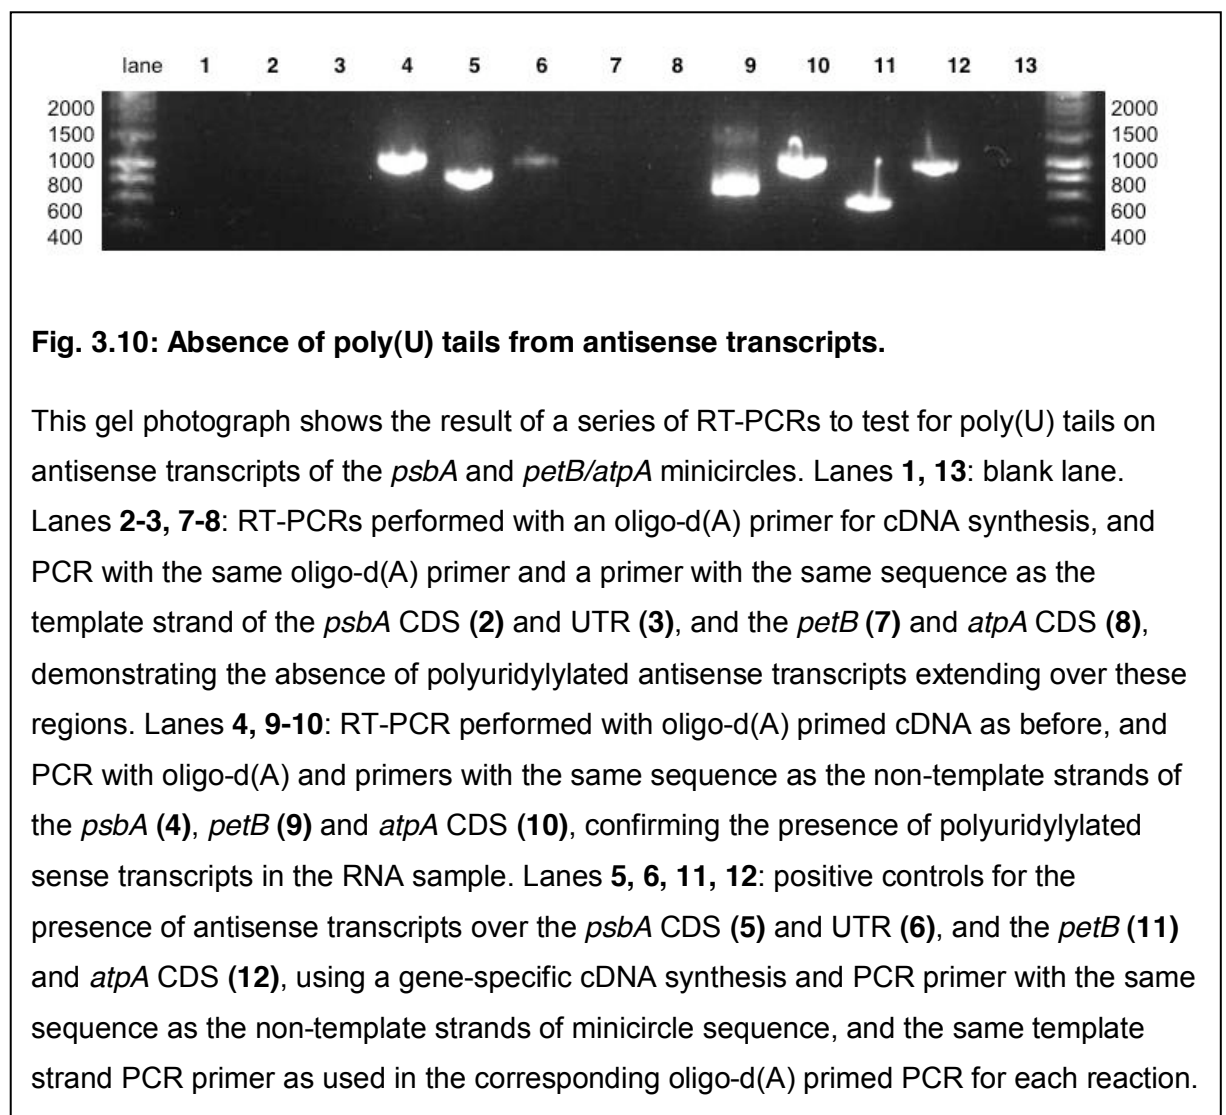 lane 1 2 3 4 5 6 7 8 9 10 11 12 13
2000 2000
1500 1500
1000 1000
800 800
600 600
400 400
Fig. 3.10: Absence of poly(U) tails from antisense transcripts.
This gel photograph shows the result of a series of RT-PCRs to test for poly(U) tails on
antisense transcripts of the psbA and petB/atpA minicircles. Lanes 1, 13: blank lane.
Lanes 2-3, 7-8: RT-PCRs performed with an oligo-d(A) primer for cDNA synthesis, and
PCR with the same oligo-d(A) primer and a primer with the same sequence as the
template strand of the psbA CDS (2) and UTR (3), and the petB (7) and atpA CDS (8),
demonstrating the absence of polyuridylylated antisense transcripts extending over these
regions. Lanes 4, 9-10: RT-PCR performed with oligo-d(A) primed cDNA as before, and
PCR with oligo-d(A) and primers with the same sequence as the non-template strands of
the psbA (4), petB (9) and atpA CDS (10), confirming the presence of polyuridylylated
sense transcripts in the RNA sample. Lanes 5, 6, 11, 12: positive controls for the
presence of antisense transcripts over the psbA CDS (5) and UTR (6), and the petB (11)
and atpA CDS (12), using a gene-specific cDNA synthesis and PCR primer with the same
sequence as the non-template strands of minicircle sequence, and the same template
strand PCR primer as used in the corresponding oligo-d(A) primed PCR for each reaction.